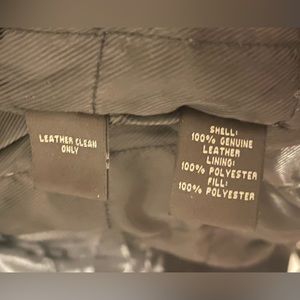 LEATHER CLEAN
ONLY
SHELL:
100% GENUINE
LEATHER
LINING:
100% POLYESTER
FILL:
100% POLYESTER